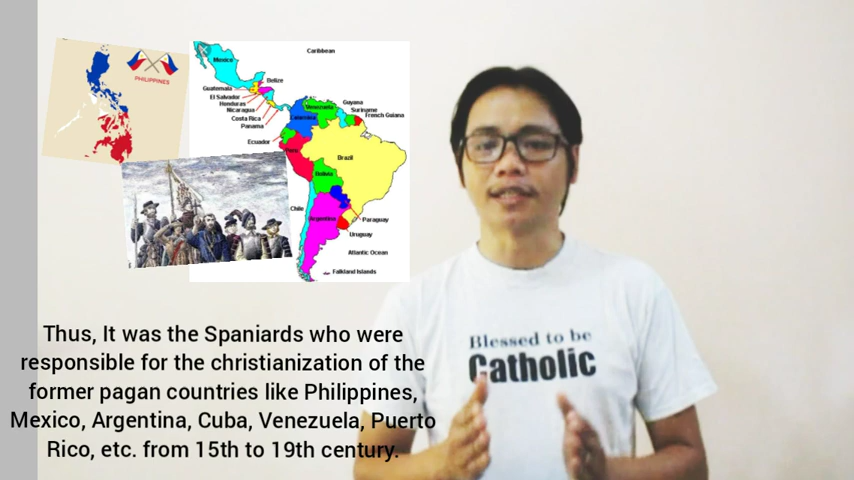 PHILIPPINES
Mexico
Caribbean
Belize
Guatemala
El Salvador
Honduras
Nicaragua
Costa Rica
Panama
Venezuela
Guyana
Suriname
French Guiana
Colombia
Ecuador
Peru
Brazil
Bolivia
Chile
Argentina
Paraguay
Uruguay
Atlantic Ocean
Falkland Islands
Blessed to be
Catholic
Thus, It was the Spaniards who were
responsible for the christianization of the
former pagan countries like Philippines,
Mexico, Argentina, Cuba, Venezuela, Puerto
Rico, etc. from 15th to 19th century.